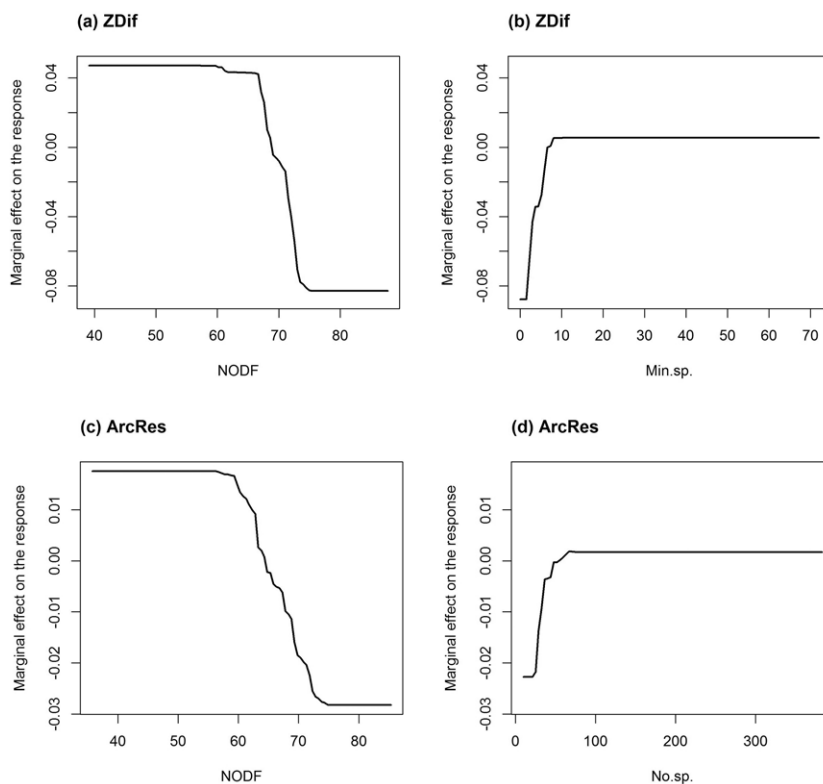 (a) ZDif
Marginal effect on the response
0.04
0.00
-0.04
-0.08
40 50 60 70 80
NODF
(b) ZDif
Marginal effect on the response
0.04
0.00
-0.04
-0.08
0 10 20 30 40 50 60 70
Min.sp.
(c) ArcRes
Marginal effect on the response
0.01
0.00
-0.01
-0.02
-0.03
40 50 60 70 80
NODF
(d) ArcRes
Marginal effect on the response
0.01
0.00
-0.01
-0.02
-0.03
0 100 200 300
No.sp.